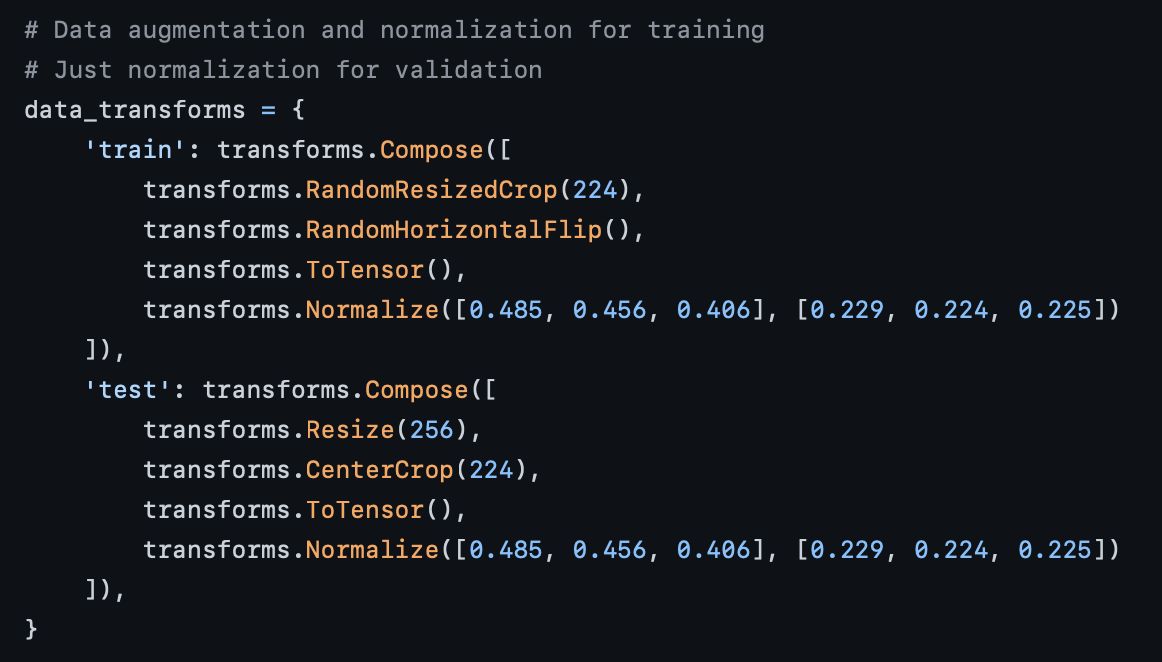 # Data augmentation and normalization for training
# Just normalization for validation
data_transforms = {
    'train': transforms.Compose([
        transforms.RandomResizedCrop(224),
        transforms.RandomHorizontalFlip(),
        transforms.ToTensor(),
        transforms.Normalize([0.485, 0.456, 0.406], [0.229, 0.224, 0.225])
    ]),
    'test': transforms.Compose([
        transforms.Resize(256),
        transforms.CenterCrop(224),
        transforms.ToTensor(),
        transforms.Normalize([0.485, 0.456, 0.406], [0.229, 0.224, 0.225])
    ]),
}